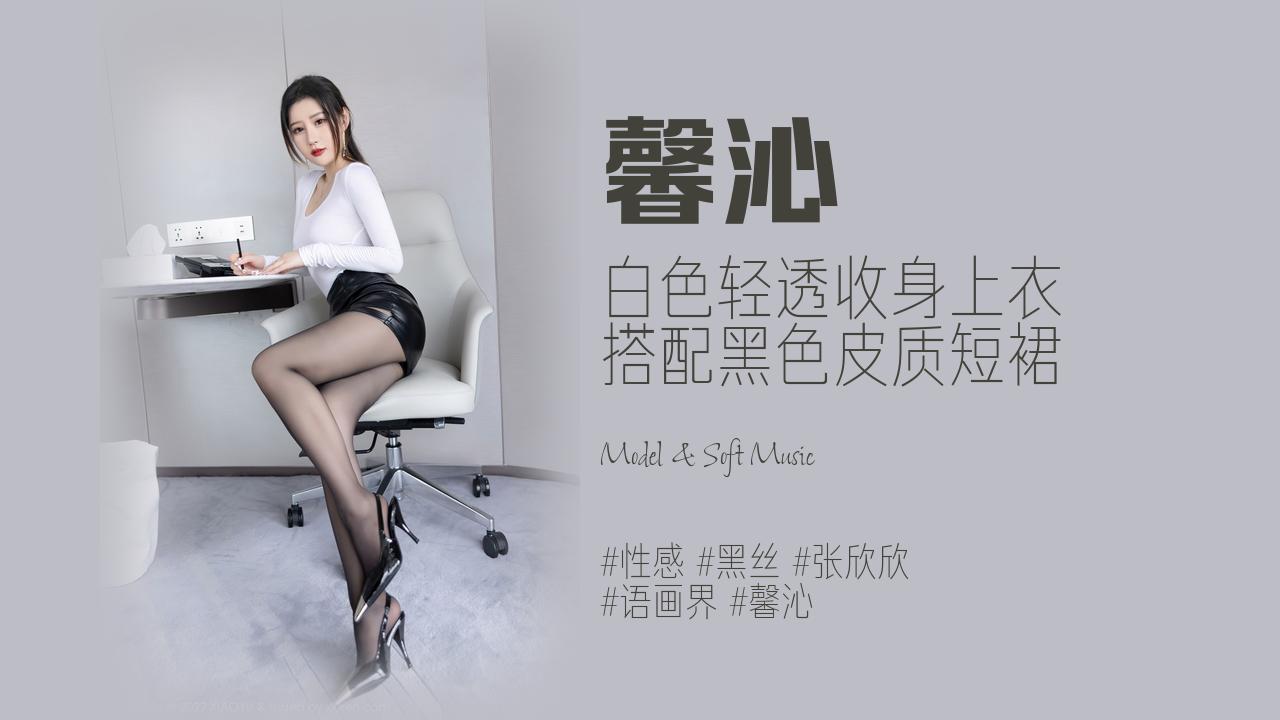 馨沁
白色轻透收身上衣
搭配黑色皮质短裙
Model & Soft Music
#性感 #黑丝 #张欣欣
#语画界 #馨沁